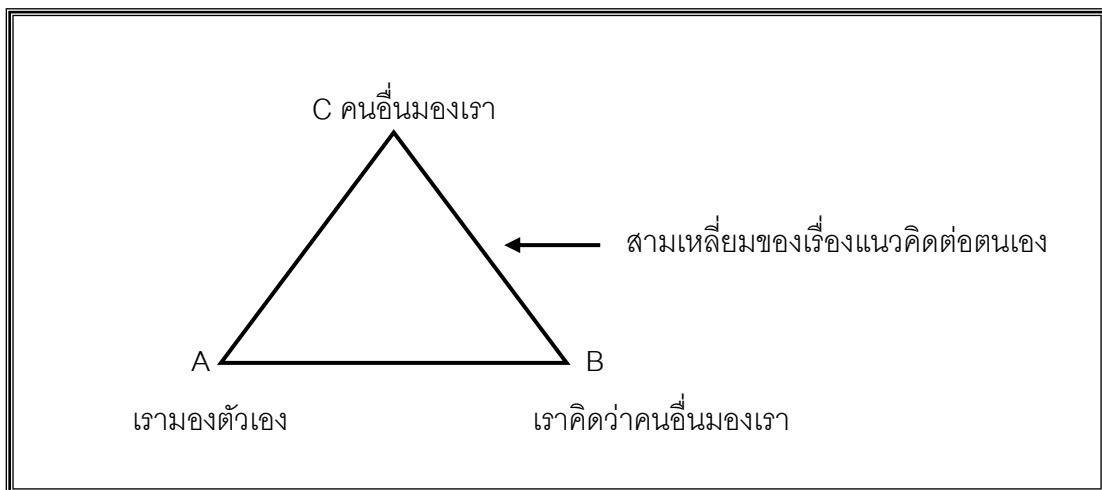 C คนอื่นมองเรา
สามเหลี่ยมของเรื่องแนวคิดต่อตนเอง
A
B
เรามองตัวเอง
เราคิดว่าคนอื่นมองเรา